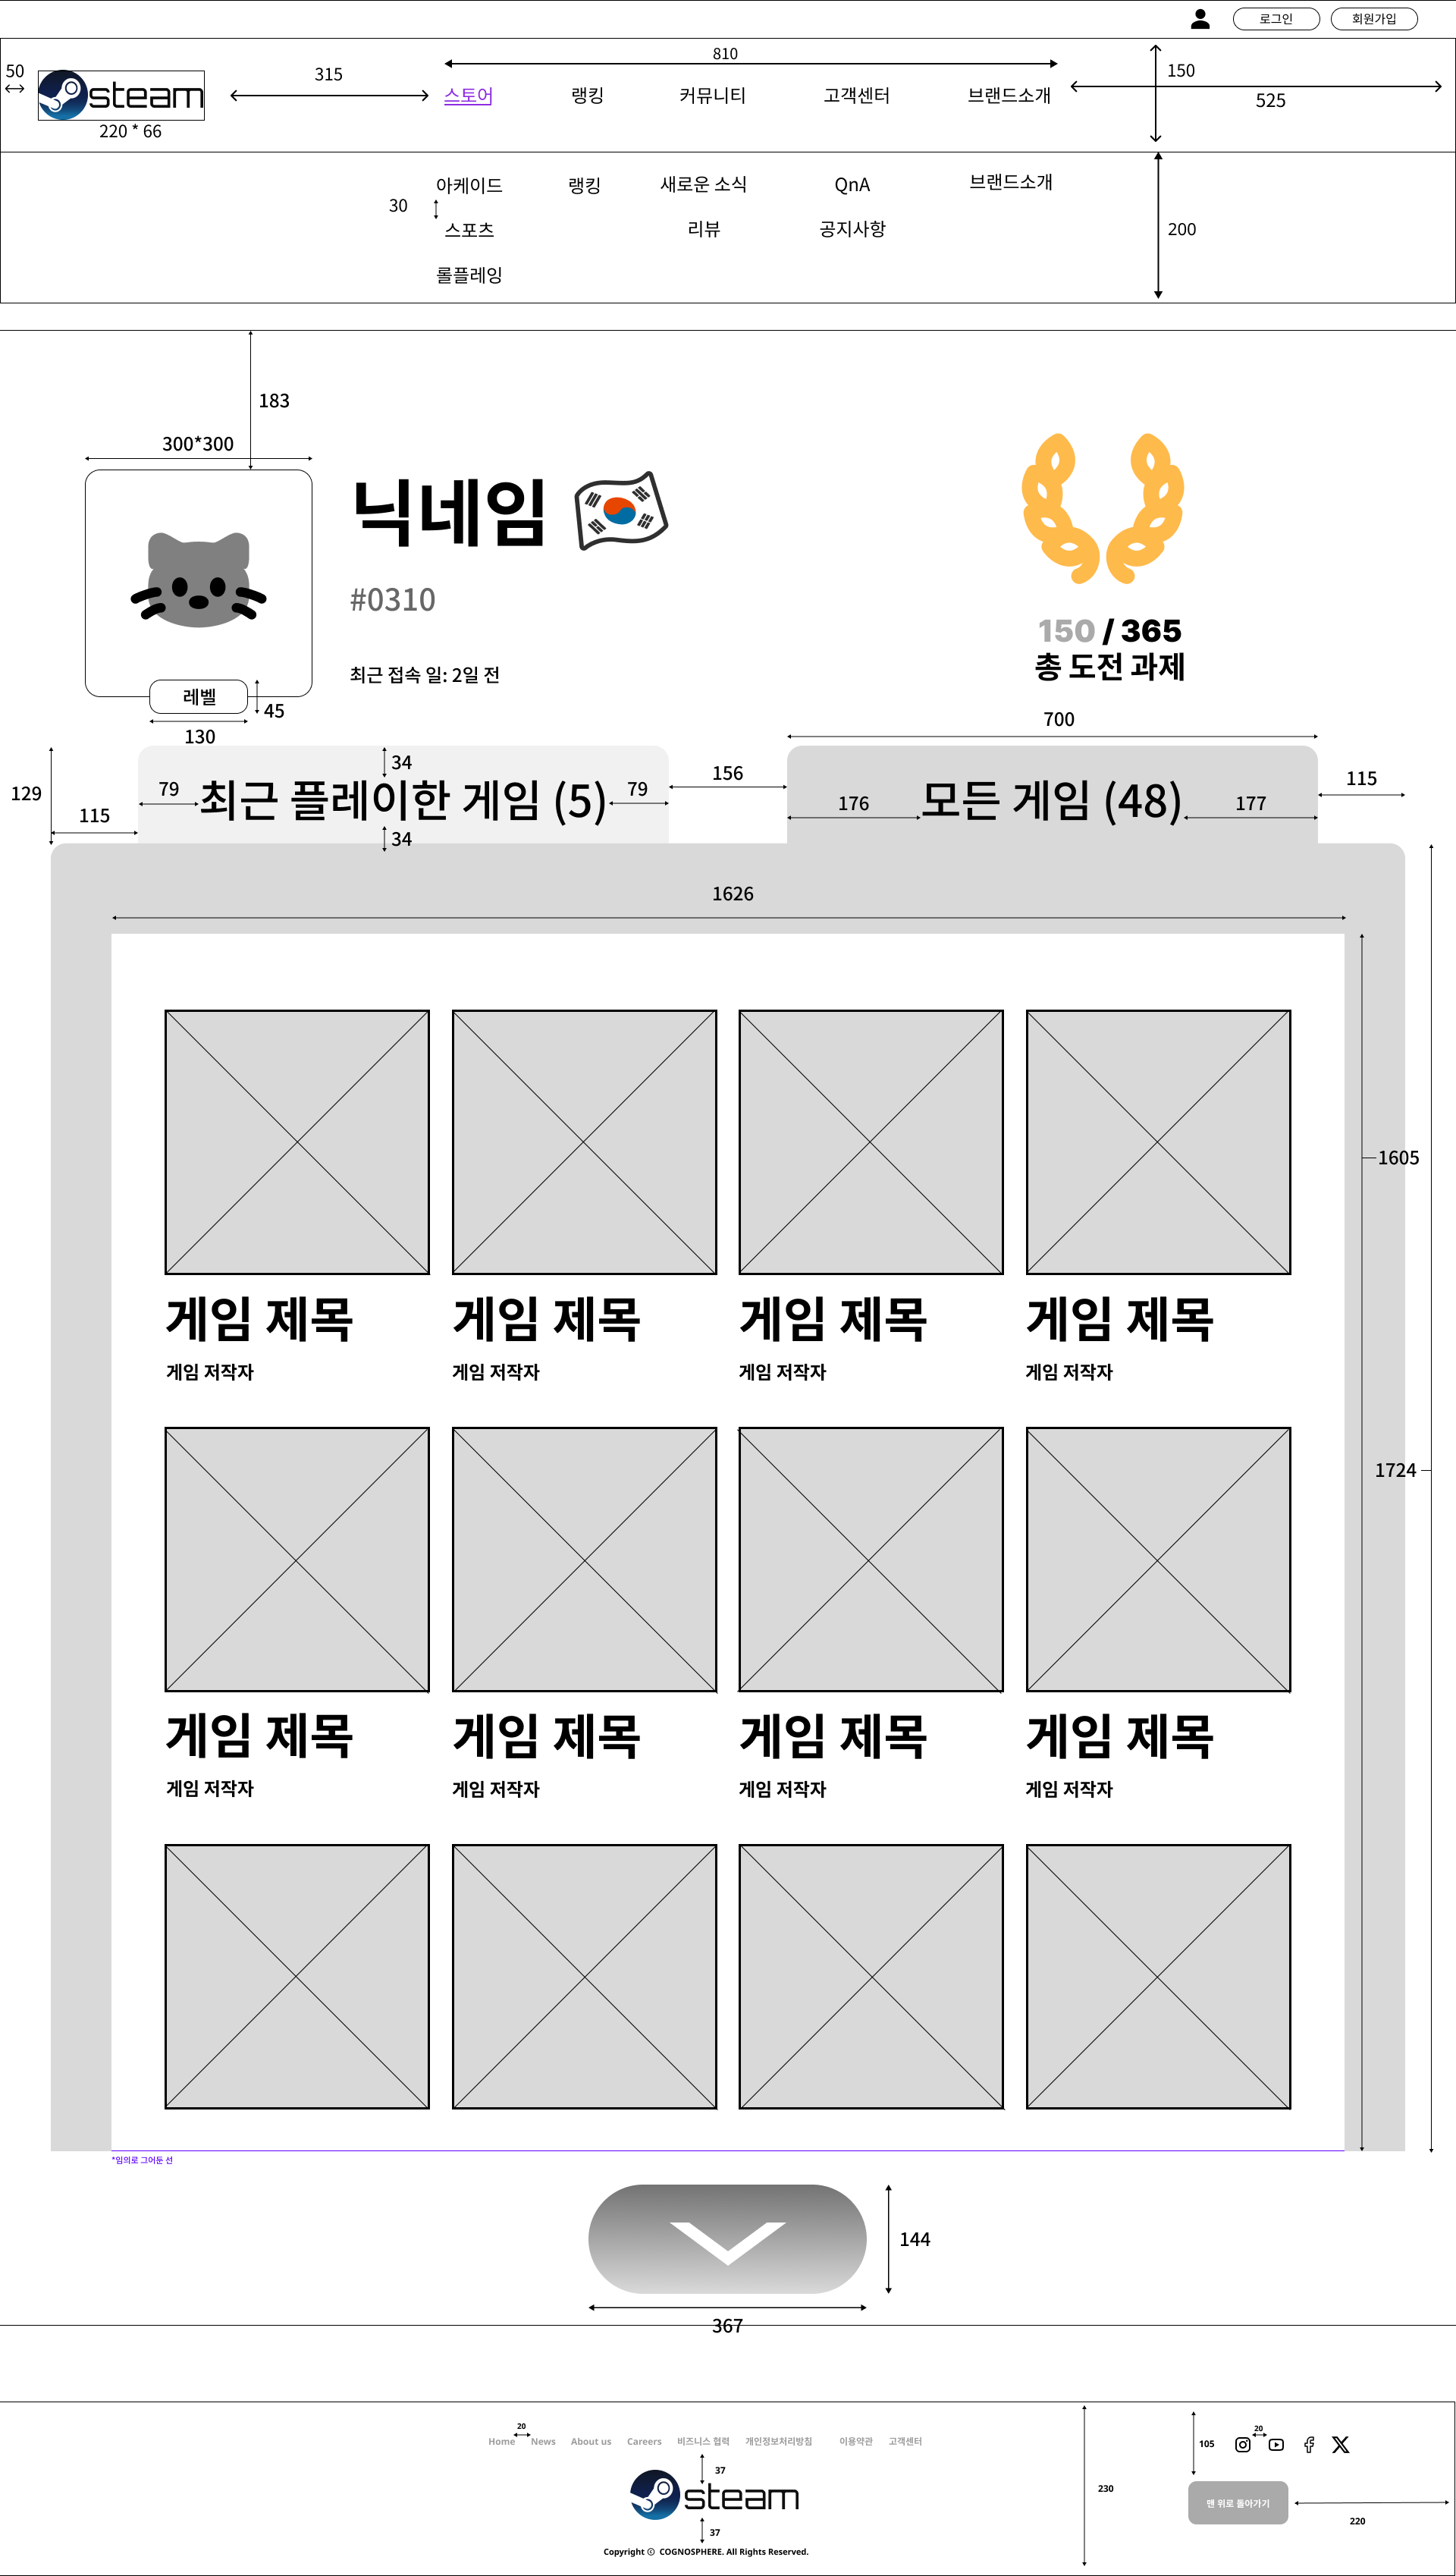 로그인
회원가입
50
steam
220 * 66
315
810
스토어
랭킹
커뮤니티
고객센터
브랜드소개
150
525
아케이드
랭킹
새로운 소식
QnA
브랜드소개
30
스포츠
리뷰
공지사항
200
롤플레잉
183
300*300
닉네임
#0310
최근 접속 일: 2일 전
150 / 365
총 도전 과제
레벨
45
130
700
129
115
79
34
최근 플레이한 게임 (5)
79
34
156
176
모든 게임 (48)
177
115
1626
1605
게임 제목
게임 제목
게임 제목
게임 제목
게임 저작자
게임 저작자
게임 저작자
게임 저작자
1724
게임 제목
게임 제목
게임 제목
게임 제목
게임 저작자
게임 저작자
게임 저작자
게임 저작자
*임의로 그어둔 선
144
367
20
Home
News
About us
Careers
비즈니스 협력
개인정보처리방침
이용약관
고객센터
37
steam
37
Copyright © COGNOSPHERE. All Rights Reserved.
230
105
20
맨 위로 돌아가기
220